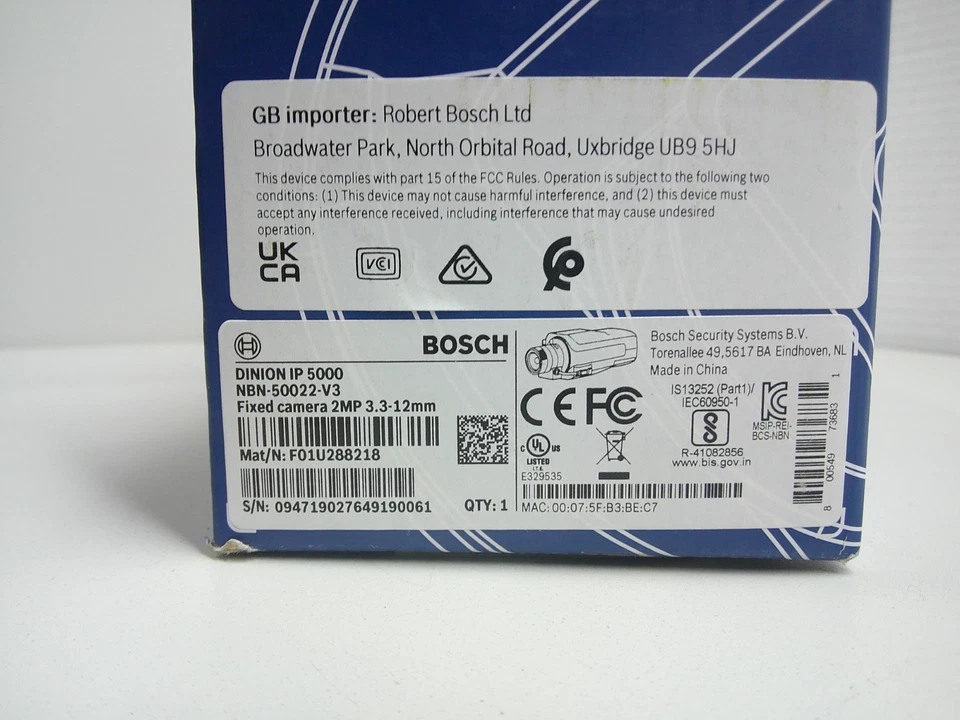 GB importer: Robert Bosch Ltd
Broadwater Park, North Orbital Road, Uxbridge UB9 5HJ
This device complies with part 15 of the FCC Rules. Operation is subject to the following two
conditions: (1) This device may not cause harmful interference, and (2) this device must
accept any interference received, including interference that may cause undesired
operation.
UK
CA
VCI
BOSCH
DINION IP 5000
NBN-50022-V3
Fixed camera 2MP 3.3-12mm
Mat/N: F01U288218
S/N: 094719027649190061
QTY: 1
Bosch Security Systems B.V.
Torenallee 49,5617 BA Eindhoven, NL
Made in China
CE FC
IS13252 (Part1)/
IEC60950-1
R-41082856
www.bis.gov.in
KC
MSIP-REI-
BCS-NBN
C UL US
LISTED
I.T.E.
E329535
MAC: 00:07:5F:B3:BE:C7
8 00549 73683 1